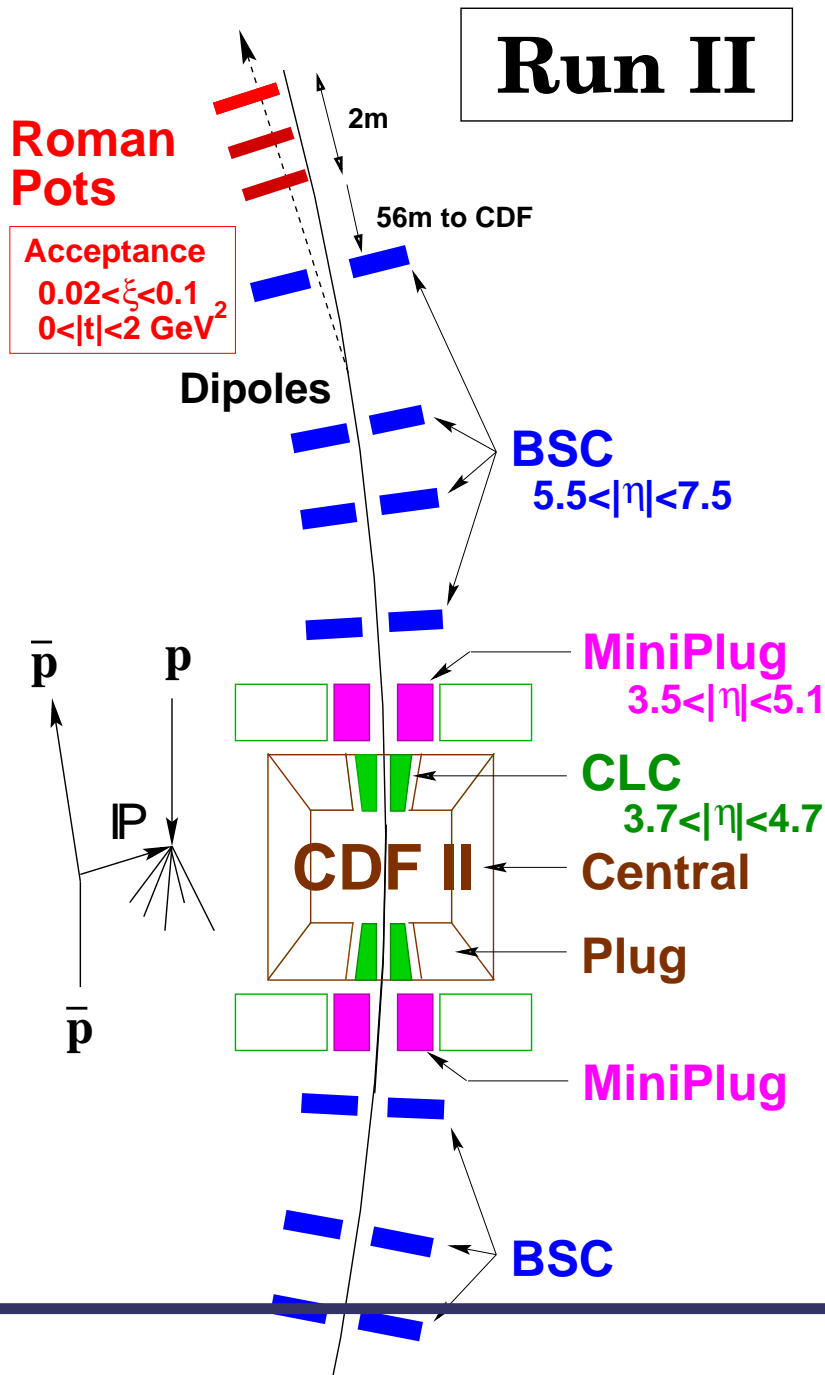 Run II
2m
Roman
Pots
56m to CDF
Acceptance
0.02<ξ<0.1
0<|t|<2 GeV²
Dipoles
BSC
5.5<|η|<7.5
p̅
p
MiniPlug
3.5<|η|<5.1
CLC
3.7<|η|<4.7
ℙ
CDF II
Central
Plug
p̅
MiniPlug
BSC